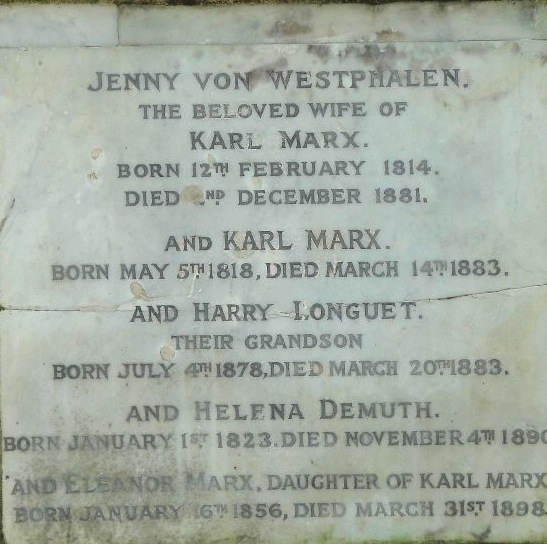 JENNY VON WESTPHALEN.
THE BELOVED WIFE OF
KARL MARX.
BORN 12TH FEBRUARY 1814.
DIED 2ND DECEMBER 1881.
AND KARL MARX.
BORN MAY 5TH 1818, DIED MARCH 14TH 1883.
AND HARRY LONGUET.
THEIR GRANDSON
BORN JULY 4TH 1878, DIED MARCH 20TH 1883.
AND HELENA DEMUTH.
BORN JANUARY 1ST 1823. DIED NOVEMBER 4TH 1890
AND ELEANOR MARX, DAUGHTER OF KARL MARX
BORN JANUARY 16TH 1856, DIED MARCH 31ST 1898